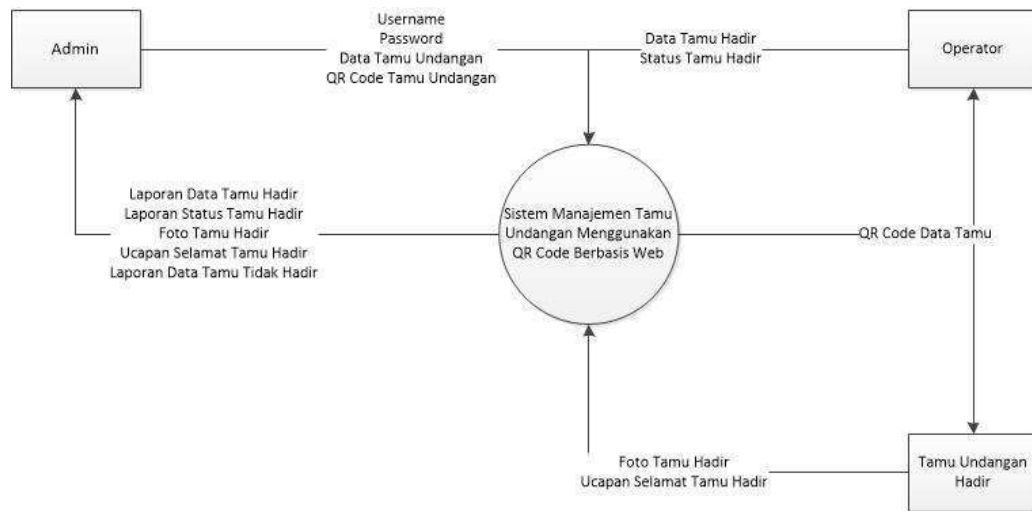 Admin
Username
Password
Data Tamu Undangan
QR Code Tamu Undangan
Data Tamu Hadir
Status Tamu Hadir
Operator
Laporan Data Tamu Hadir
Laporan Status Tamu Hadir
Foto Tamu Hadir
Ucapan Selamat Tamu Hadir
Laporan Data Tamu Tidak Hadir
Sistem Manajemen Tamu
Undangan Menggunakan
QR Code Berbasis Web
QR Code Data Tamu
Foto Tamu Hadir
Ucapan Selamat Tamu Hadir
Tamu Undangan
Hadir